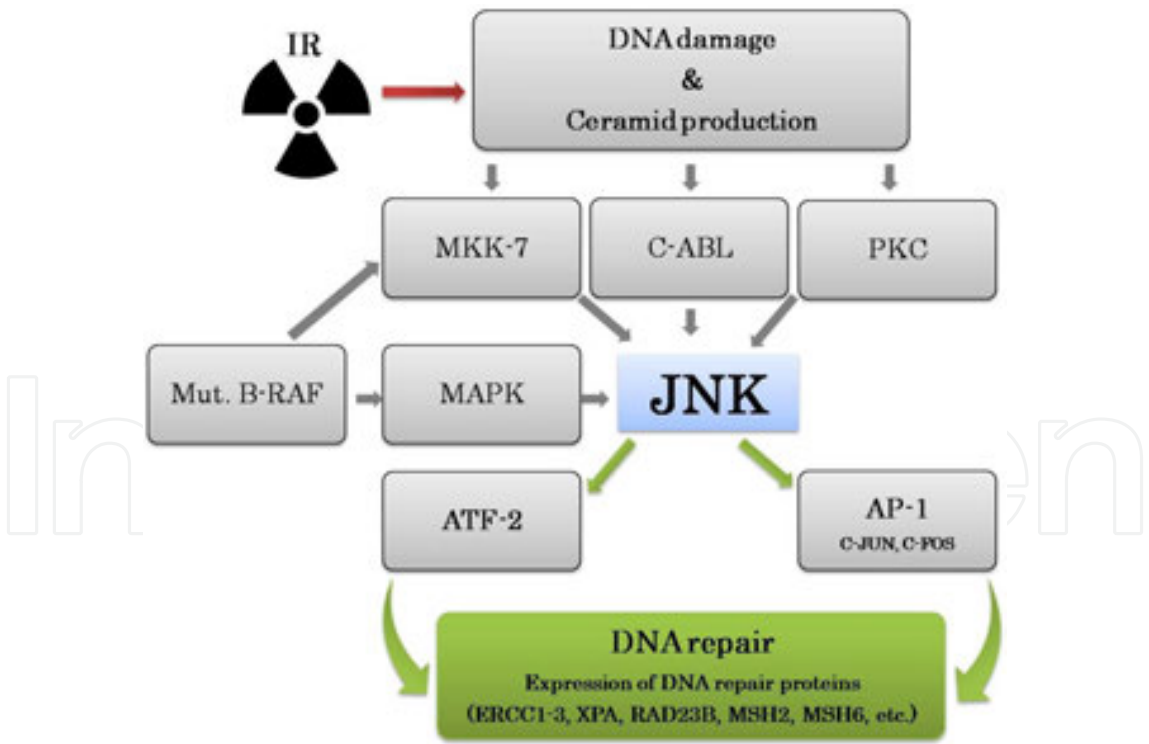 IR
DNA damage
&
Ceramid production
MKK-7
C-ABL
PKC
Mut. B-RAF
MAPK
JNK
ATF-2
AP-1
C-JUN, C-FOS
DNA repair
Expression of DNA repair proteins
(ERCC1-3, XPA, RAD23B, MSH2, MSH6, etc.)